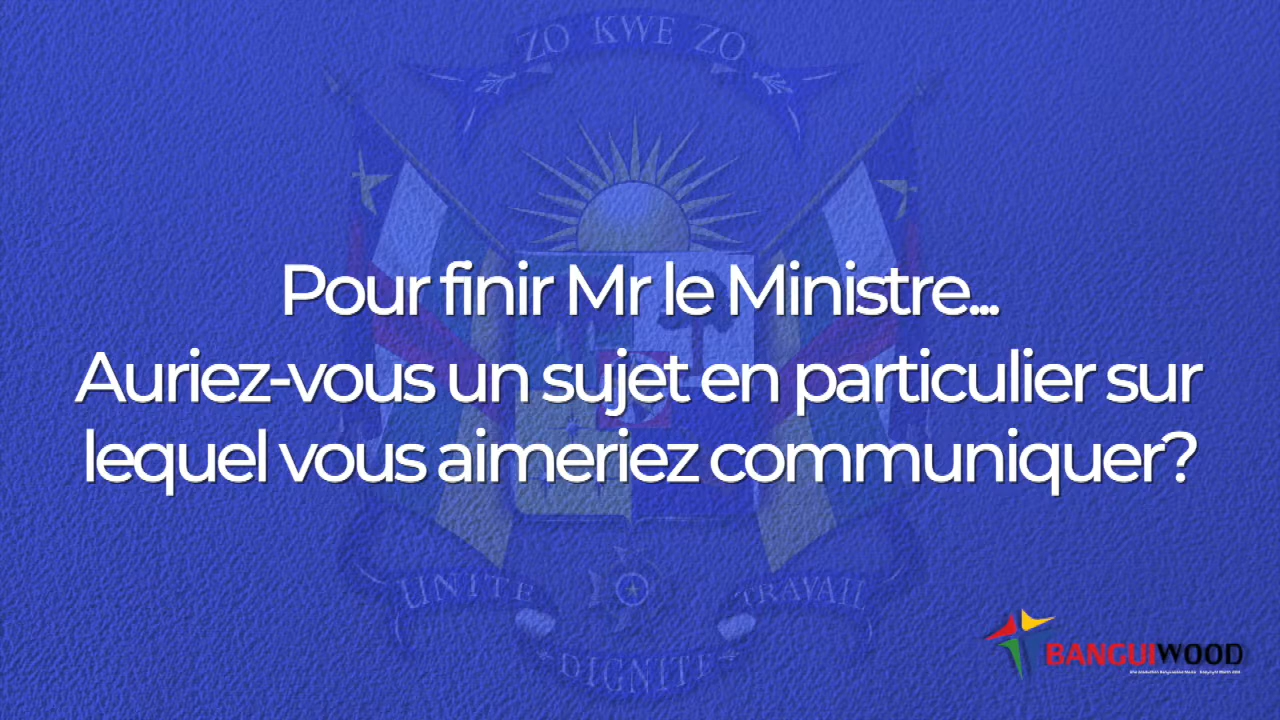 ZO KWE ZO
Pour finir Mr le Ministre...
Auriez-vous un sujet en particulier sur
lequel vous aimeriez communiquer?
UNITE TRAVAIL
DIGNITE
BANGUIWOOD